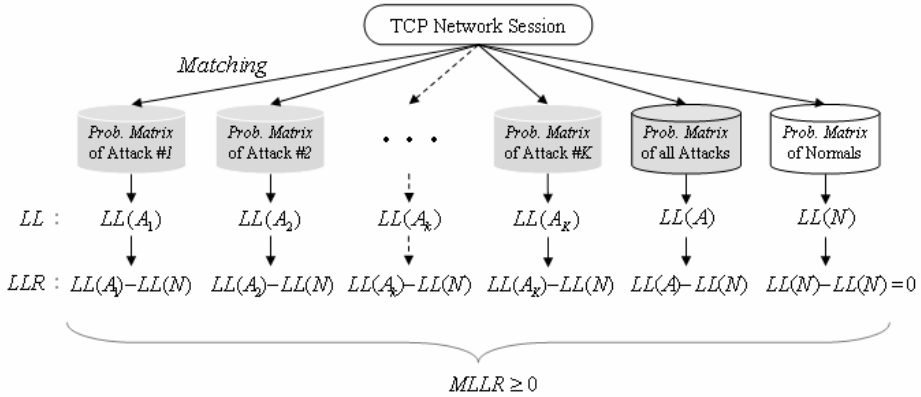 TCP Network Session
Matching
Prob. Matrix of Attack #1
Prob. Matrix of Attack #2
. . .
Prob. Matrix of Attack #K
Prob. Matrix of all Attacks
Prob. Matrix of Normals
LL : LL(A₁) LL(A₂) LL(Aₖ) LL(A_K) LL(A) LL(N)
LLR : LL(A₁)−LL(N) LL(A₂)−LL(N) LL(Aₖ)−LL(N) LL(A_K)−LL(N) LL(A)−LL(N) LL(N)−LL(N)=0
MLLR ≥ 0